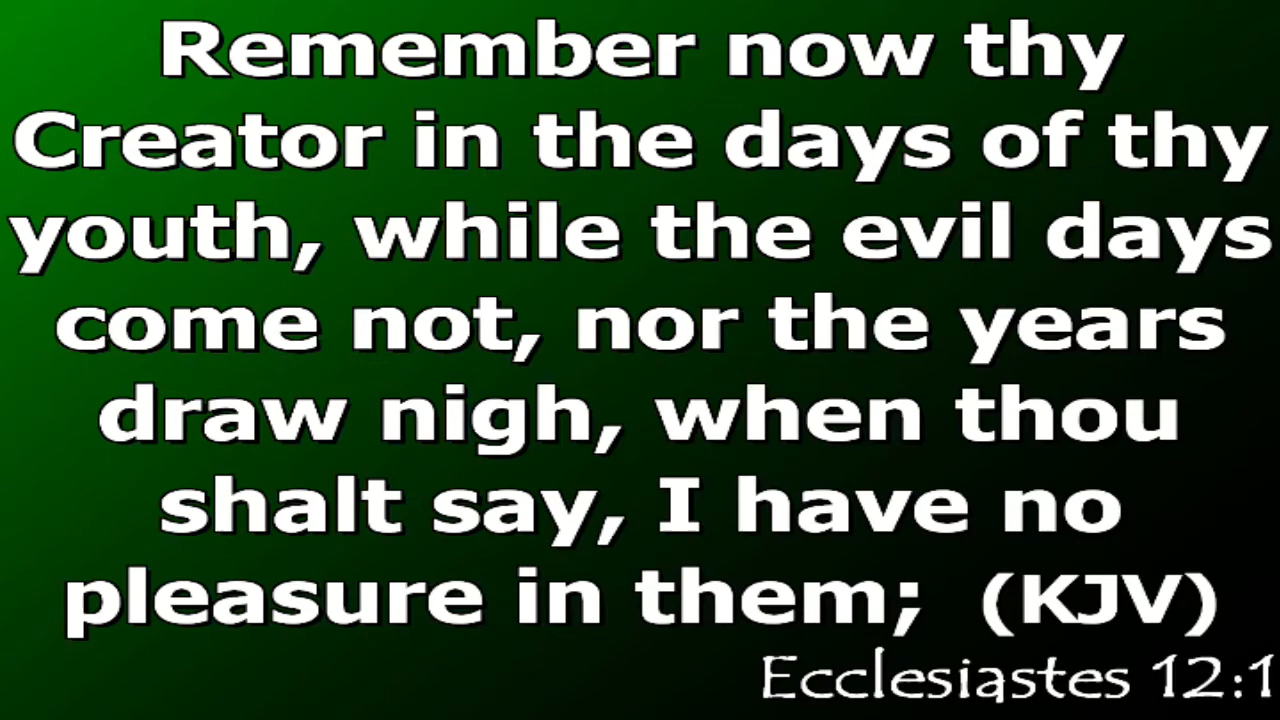 Remember now thy
Creator in the days of thy
youth, while the evil days
come not, nor the years
draw nigh, when thou
shalt say, I have no
pleasure in them;  (KJV)
Ecclesiastes 12:1